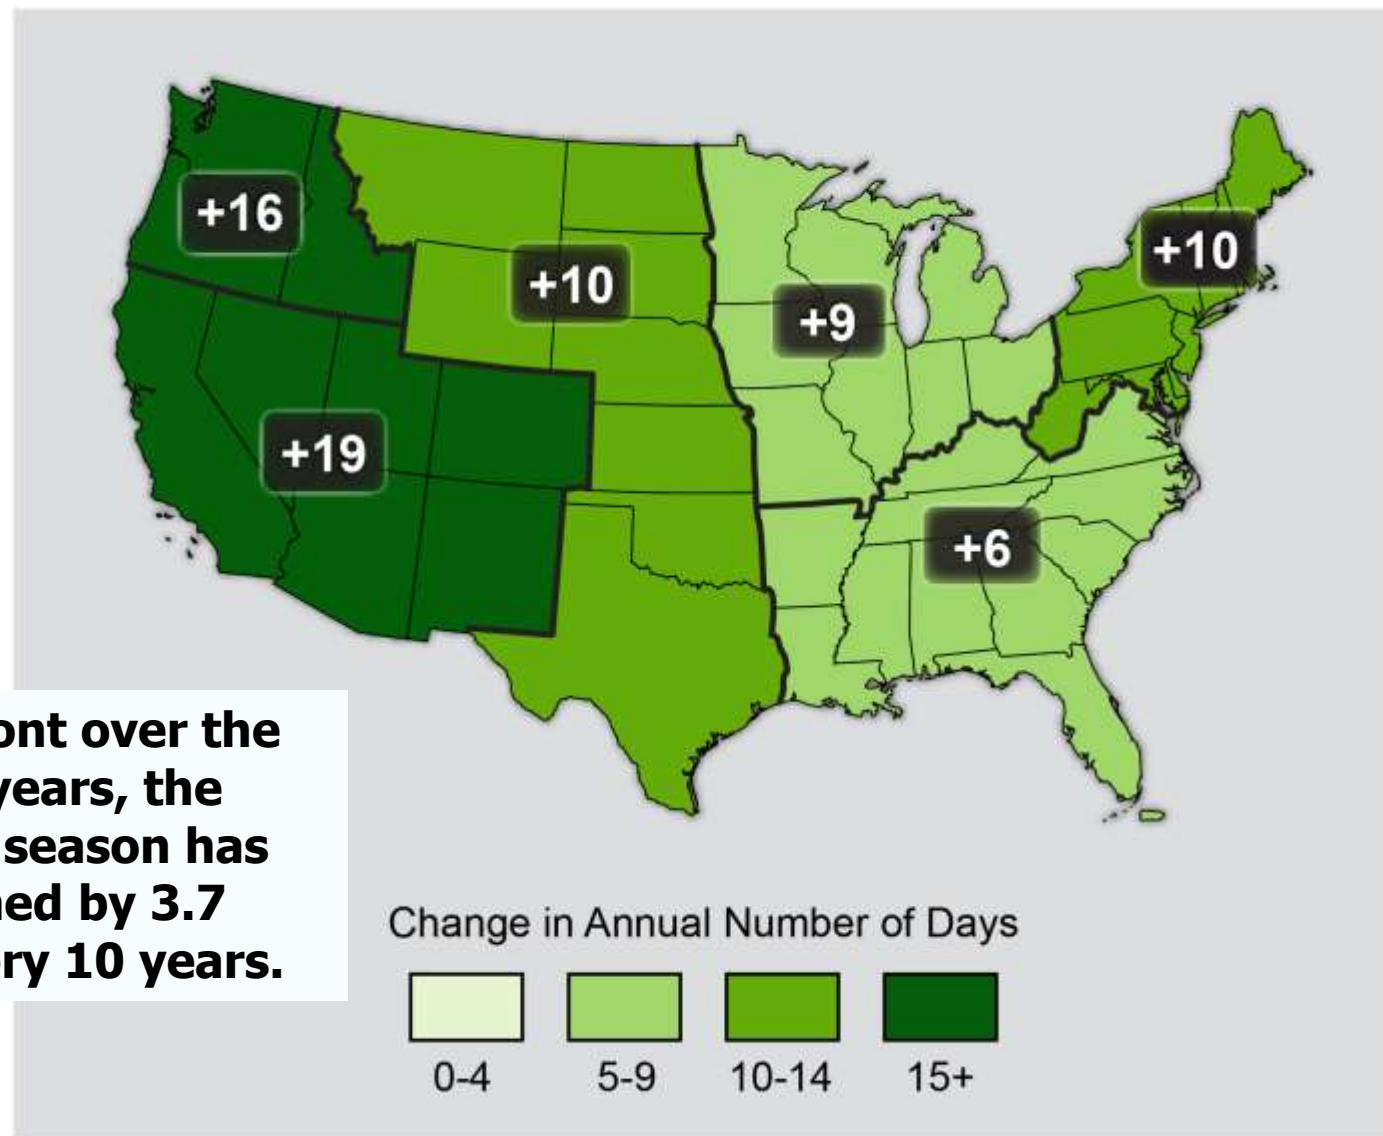 +16
+10
+10
+9
+19
+6
ont over the
years, the
season has
ned by 3.7
ry 10 years.
Change in Annual Number of Days
0-4 5-9 10-14 15+